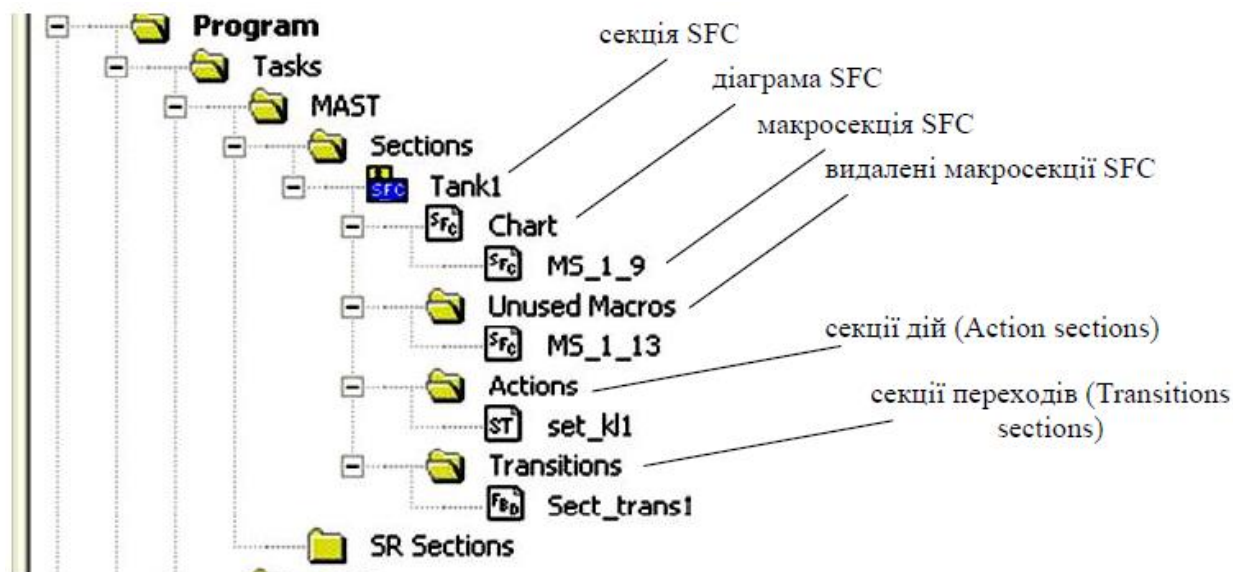 Program
секція SFC
Tasks
діаграма SFC
MAST
макросекція SFC
Sections
видалені макросекції SFC
SFC Tank1
SFC Chart
SFC MS_1_9
Unused Macros
SFC MS_1_13
секції дій (Action sections)
Actions
секції переходів (Transitions
ST set_kl1
sections)
Transitions
FBD Sect_trans1
SR Sections